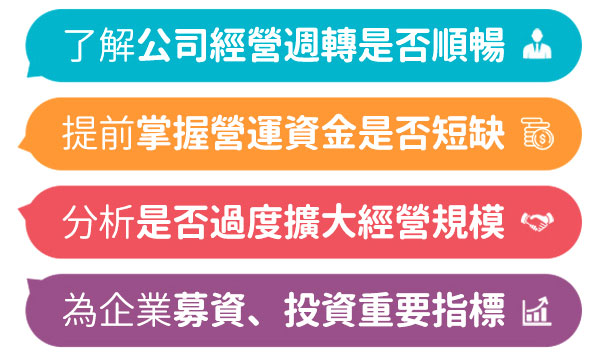 了解公司經營週轉是否順暢
提前掌握營運資金是否短缺
分析是否過度擴大經營規模
為企業募資、投資重要指標